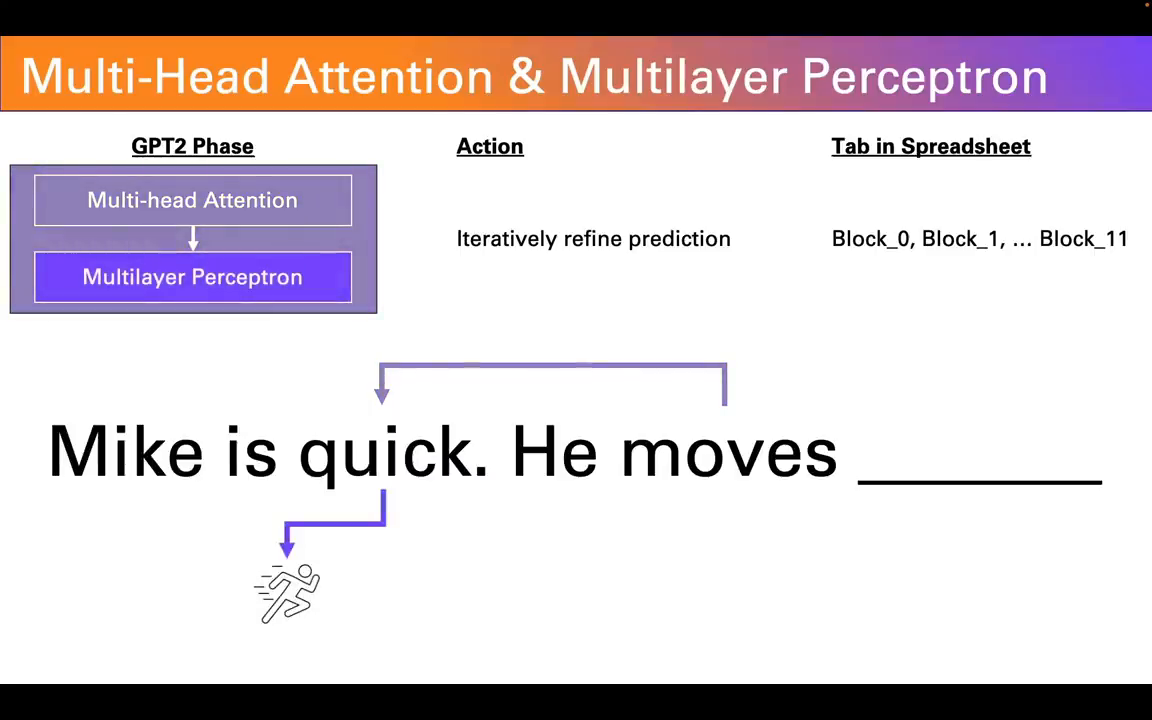 Multi-Head Attention & Multilayer Perceptron
GPT2 Phase
Action
Tab in Spreadsheet
Multi-head Attention
Multilayer Perceptron
Iteratively refine prediction
Block_0, Block_1, ... Block_11
Mike is quick. He moves ________